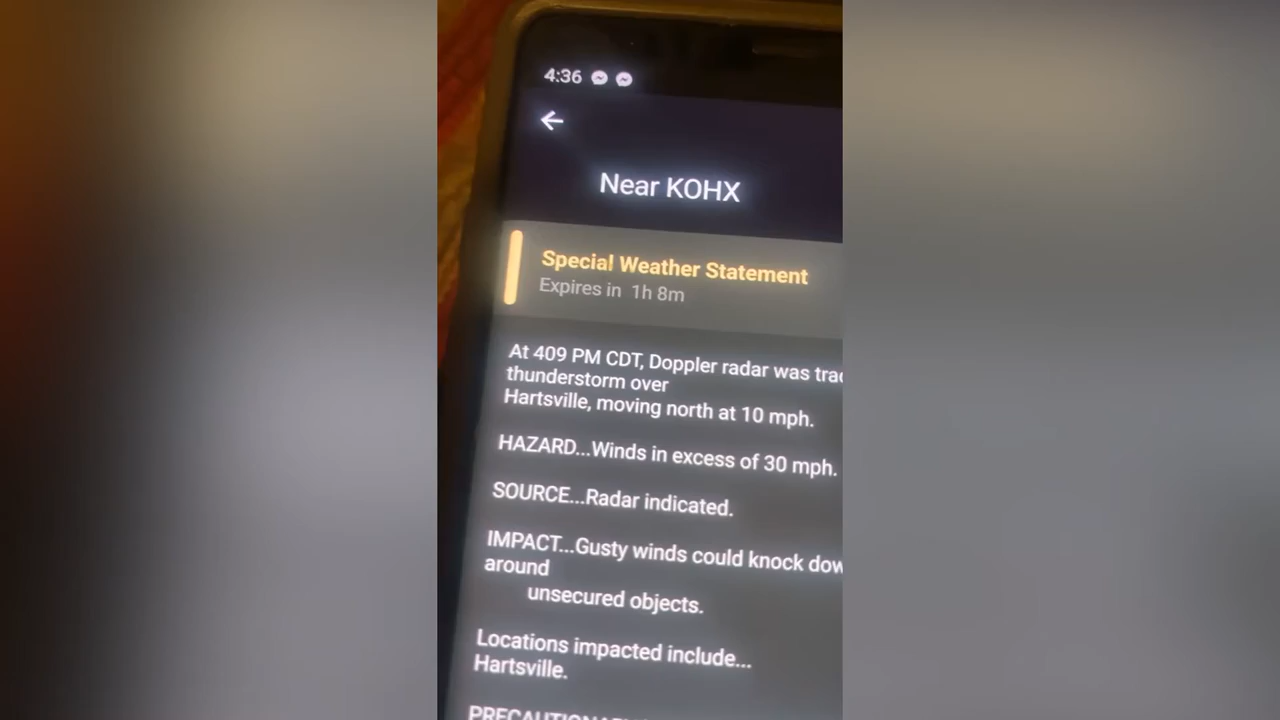 4:36
Near KOHX
Special Weather Statement
Expires in 1h 8m
At 409 PM CDT, Doppler radar was
thunderstorm over
Hartsville, moving north at 10 mph.
HAZARD...Winds in excess of 30 mph.
SOURCE...Radar indicated.
IMPACT...Gusty winds could knock
around
unsecured objects.
Locations impacted include...
Hartsville.